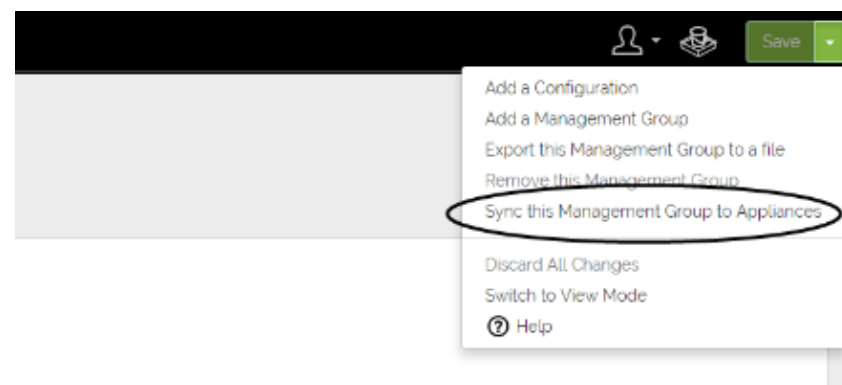 Save
Add a Configuration
Add a Management Group
Export this Management Group to a file
Remove this Management Group
Sync this Management Group to Appliances
Discard All Changes
Switch to View Mode
Help